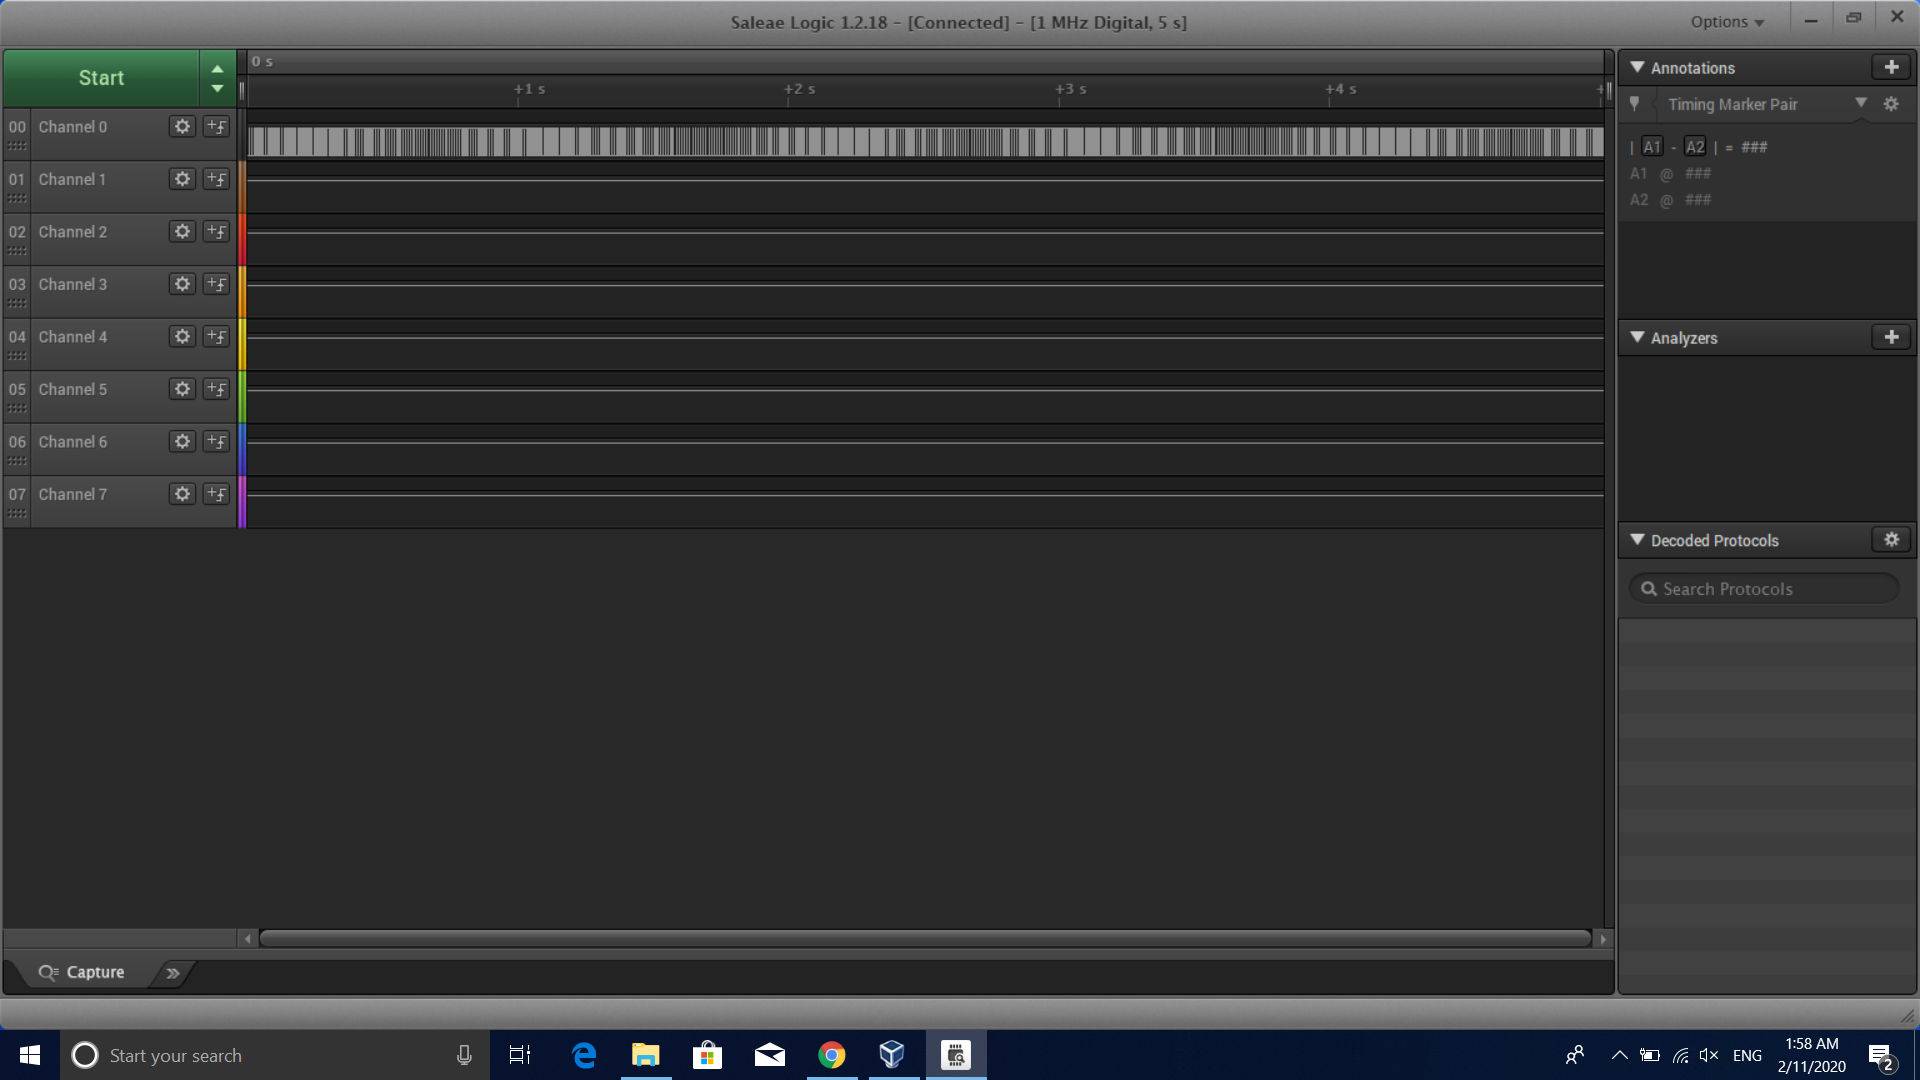 Saleae Logic 1.2.18 - [Connected] - [1 MHz Digital, 5 s]
Options
Start
0 s
+1 s +2 s +3 s +4 s +
00 Channel 0
01 Channel 1
02 Channel 2
03 Channel 3
04 Channel 4
05 Channel 5
06 Channel 6
07 Channel 7
Annotations
Timing Marker Pair
| A1 - A2 | = ###
A1 @ ###
A2 @ ###
Analyzers
Decoded Protocols
Search Protocols
Capture
Start your search
ENG
1:58 AM
2/11/2020
2